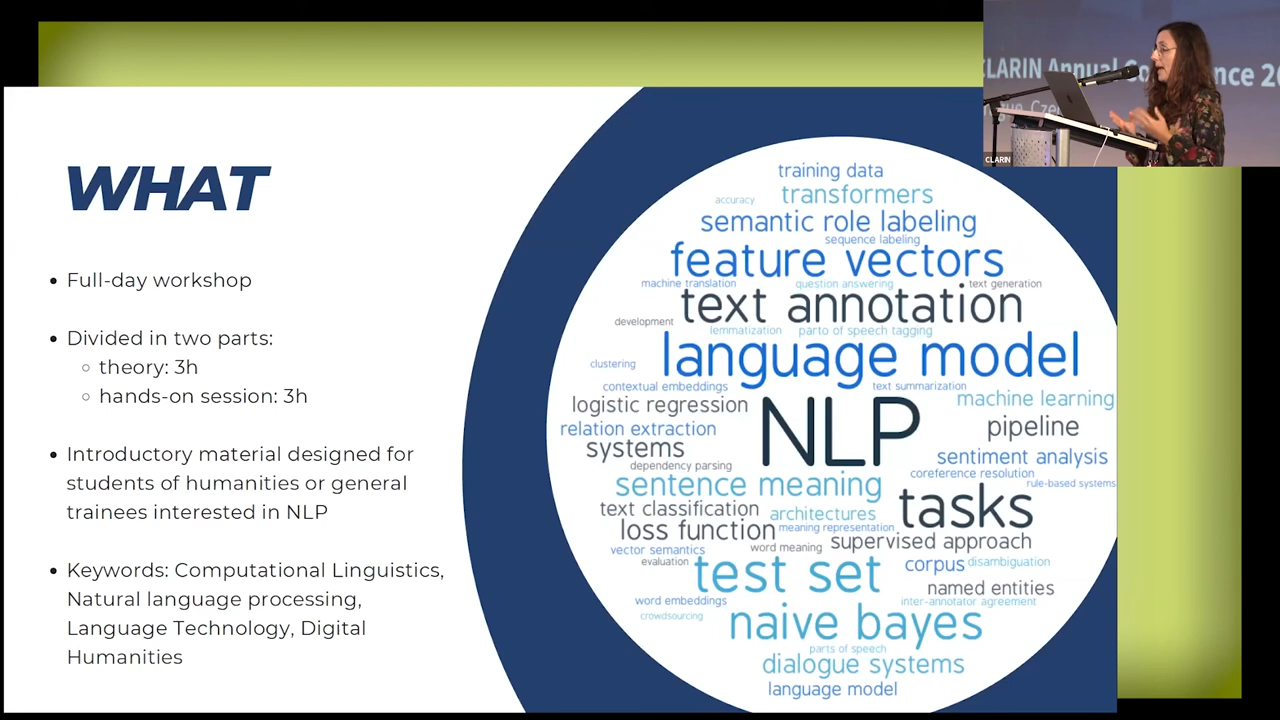 CLARIN Annual Co nce 2
Cze
CLARIN
WHAT
• Full-day workshop
• Divided in two parts:
◦ theory: 3h
◦ hands-on session: 3h
• Introductory material designed for
students of humanities or general
trainees interested in NLP
• Keywords: Computational Linguistics,
Natural language processing,
Language Technology, Digital
Humanities
training data
transformers
accuracy
semantic role labeling
sequence labeling
feature vectors
machine translation question answering text generation
text annotation
development
lemmatization parto of speech tagging
language model
clustering
contextual embeddings text summarization
logistic regression NLP machine learning
relation extraction pipeline
systems sentiment analysis
dependency parsing coreference resolution
rule-based systems
sentence meaning tasks
text classification architectures
meaning representation
loss function supervised approach
vector semantics word meaning
evaluation test set corpus disambiguation
named entities
word embeddings inter-annotator agreement
crowdsourcing naive bayes
parts of speech
dialogue systems
language model